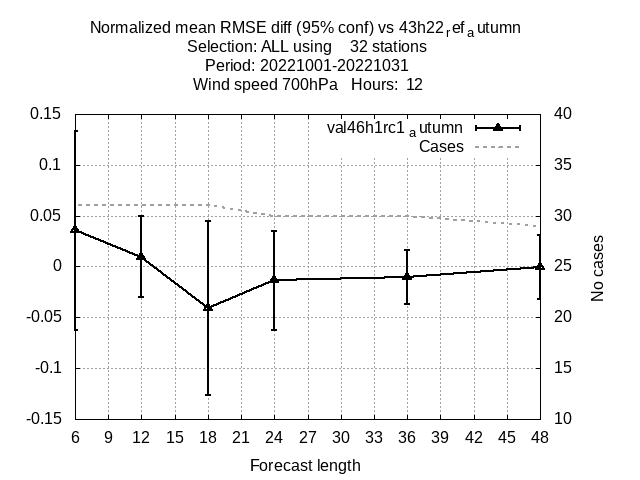 Normalized mean RMSE diff (95% conf) vs 43h22ref autumn
Selection: ALL using 32 stations
Period: 20221001-20221031
Wind speed 700hPa Hours: 12
val46h1rc1autumn
Cases
0.15
0.1
0.05
0
-0.05
-0.1
-0.15
40
35
30
25
20
15
10
No cases
6 9 12 15 18 21 24 27 30 33 36 39 42 45 48
Forecast length